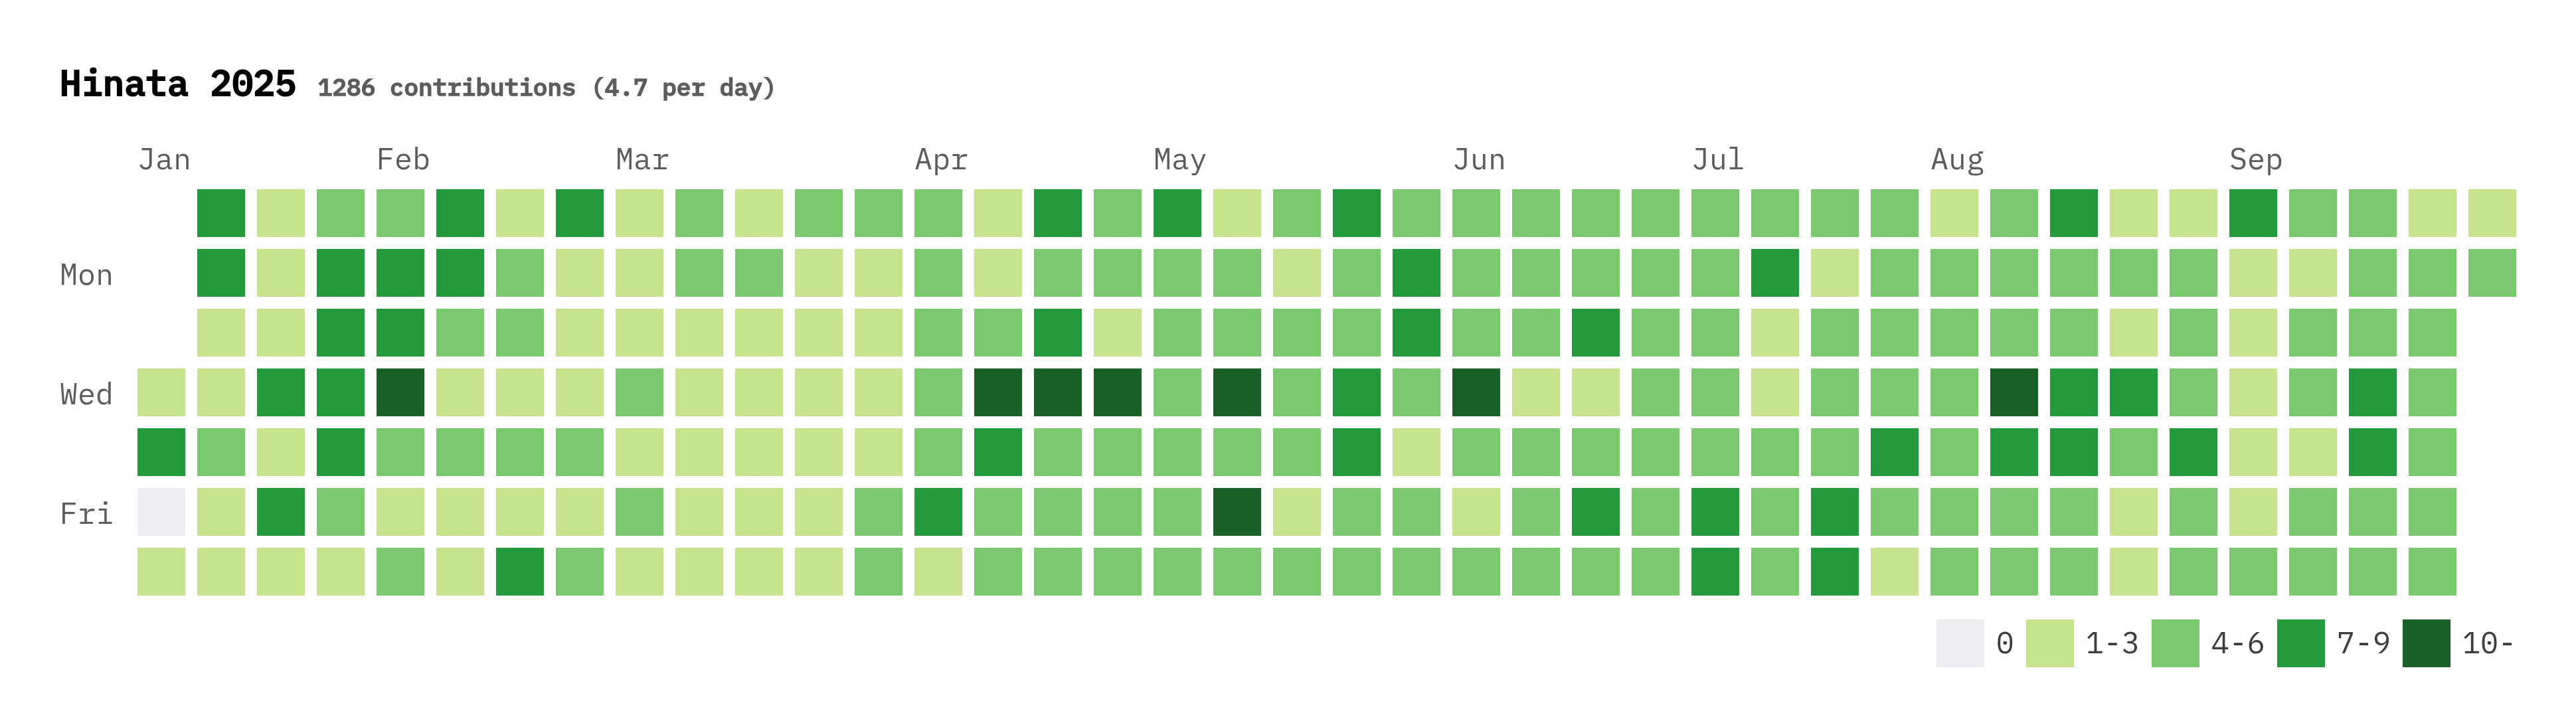 Hinata 2025 1286 contributions (4.7 per day)
Jan Feb Mar Apr May Jun Jul Aug Sep
Mon
Wed
Fri
0 1-3 4-6 7-9 10-